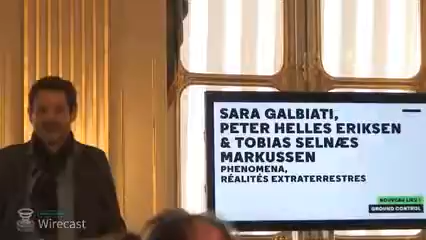 SARA GALBIATI,
PETER HELLES ERIKSEN
& TOBIAS SELNÆS
MARKUSSEN
PHENOMENA,
RÉALITÉS EXTRATERRESTRES
NOUVEAU LIEU !
GROUND CONTROL
Wirecast